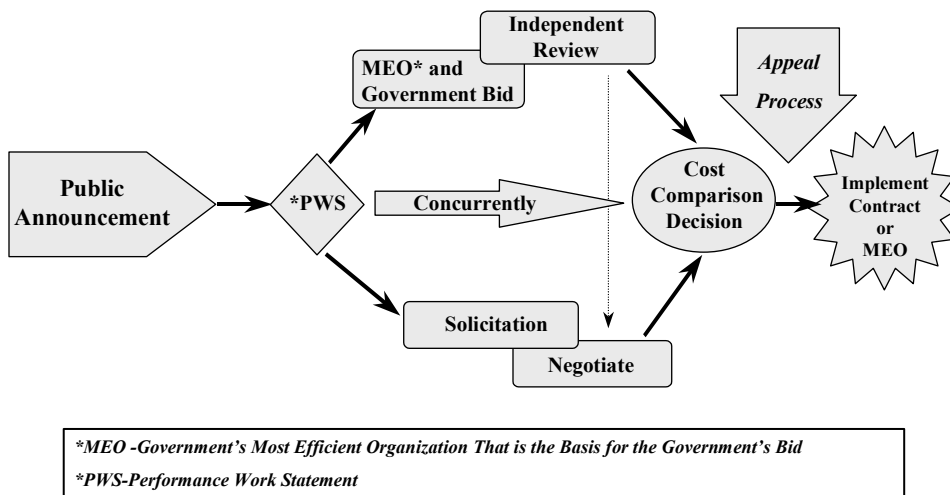 Public
Announcement
*PWS
MEO* and
Government Bid
Independent
Review
Concurrently
Solicitation
Negotiate
Cost
Comparison
Decision
Appeal
Process
Implement
Contract
or
MEO
*MEO -Government's Most Efficient Organization That is the Basis for the Government's Bid
*PWS-Performance Work Statement